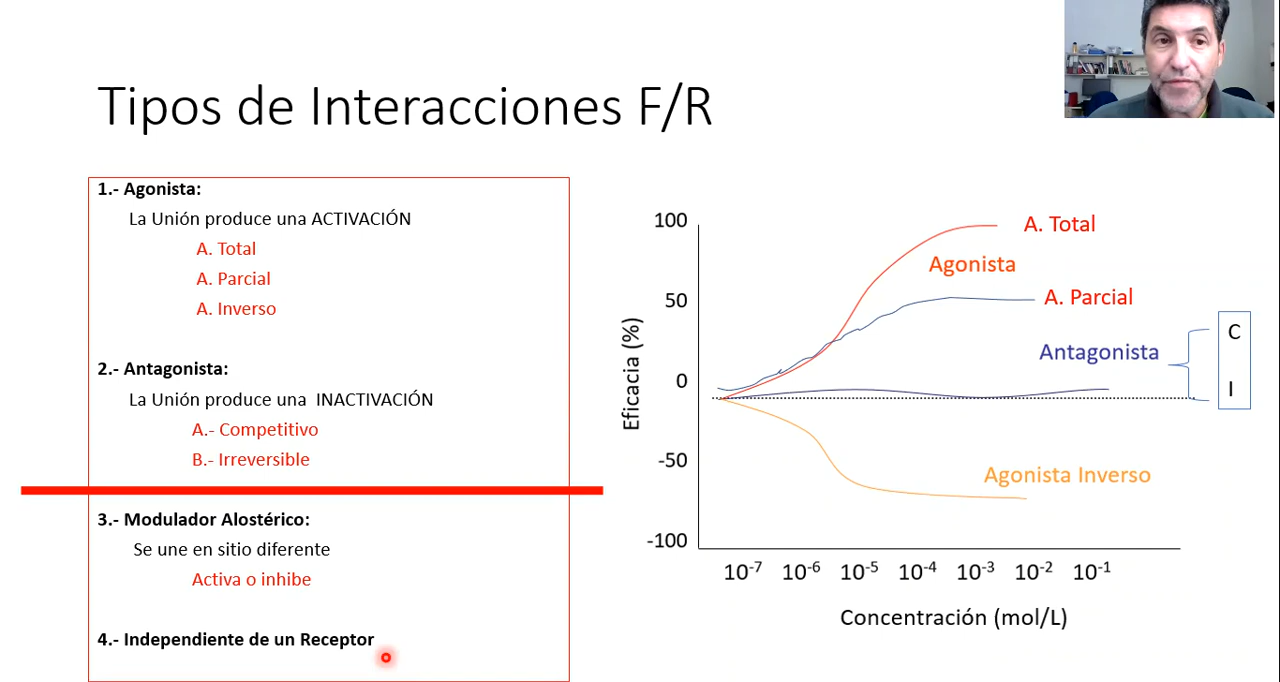 Tipos de Interacciones F/R
1.- Agonista:
La Unión produce una ACTIVACIÓN
A. Total
A. Parcial
A. Inverso
2.- Antagonista:
La Unión produce una  INACTIVACIÓN
A.- Competitivo
B.- Irreversible
3.- Modulador Alostérico:
Se une en sitio diferente
Activa o inhibe
4.- Independiente de un Receptor
Eficacia (%)
100
50
0
-50
-100
A. Total
Agonista
A. Parcial
Antagonista
C
I
Agonista Inverso
10⁻⁷ 10⁻⁶ 10⁻⁵ 10⁻⁴ 10⁻³ 10⁻² 10⁻¹
Concentración (mol/L)